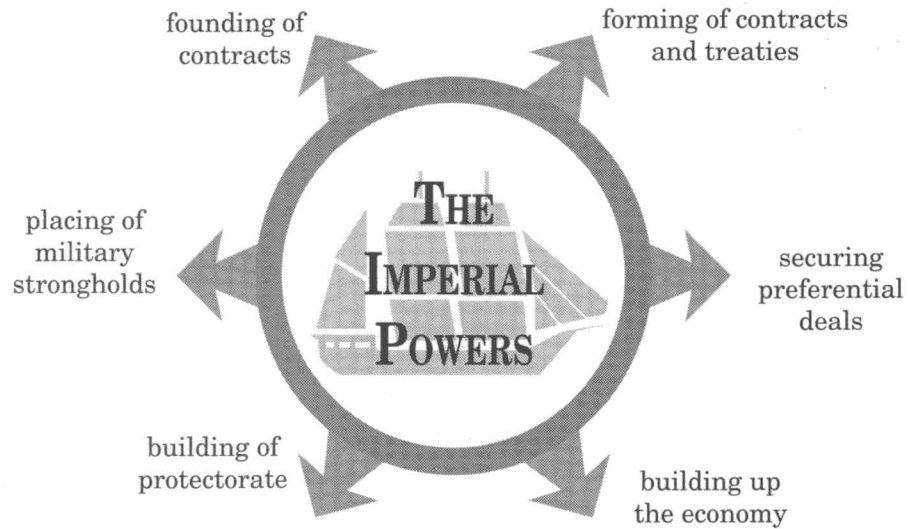 founding of
contracts
forming of contracts
and treaties
placing of
military
strongholds
THE
IMPERIAL
POWERS
securing
preferential
deals
building of
protectorate
building up
the economy